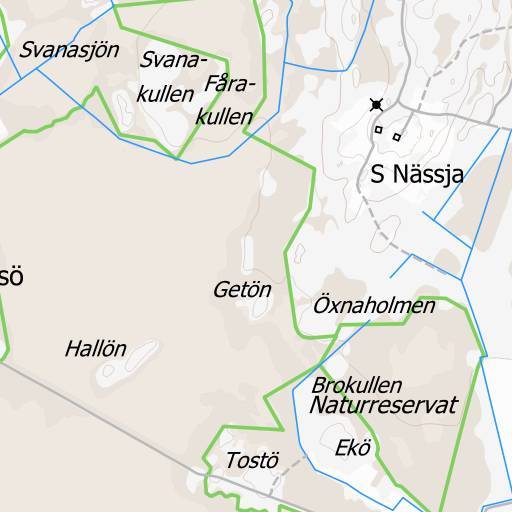 Svanasjön
Svana-
kullen
Fåra-
kullen
S Nässja
sö
Getön
Öxnaholmen
Hallön
Brokullen
Naturreservat
Ekö
Tostö